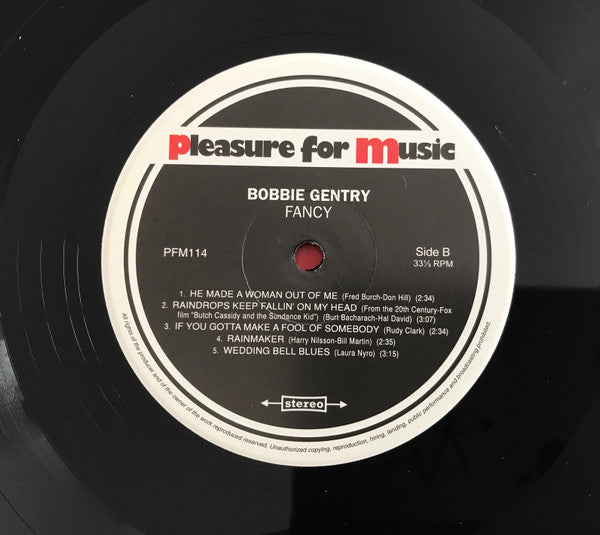 Pleasure for Music
BOBBIE GENTRY
FANCY
PFM114
Side B
33⅓ RPM
1. HE MADE A WOMAN OUT OF ME (Fred Burch-Don Hill) (2:34)
2. RAINDROPS KEEP FALLIN' ON MY HEAD (From the 20th Century-Fox
film "Butch Cassidy and the Sundance Kid") (Burt Bacharach-Hal David) (3:07)
3. IF YOU GOTTA MAKE A FOOL OF SOMEBODY (Rudy Clark) (2:34)
4. RAINMAKER (Harry Nilsson-Bill Martin) (2:35)
5. WEDDING BELL BLUES (Laura Nyro) (3:15)
stereo
All rights of the producer and of the owner of the work reproduced reserved. Unauthorized copying, reproduction, hiring, lending, public performance and broadcasting prohibited.